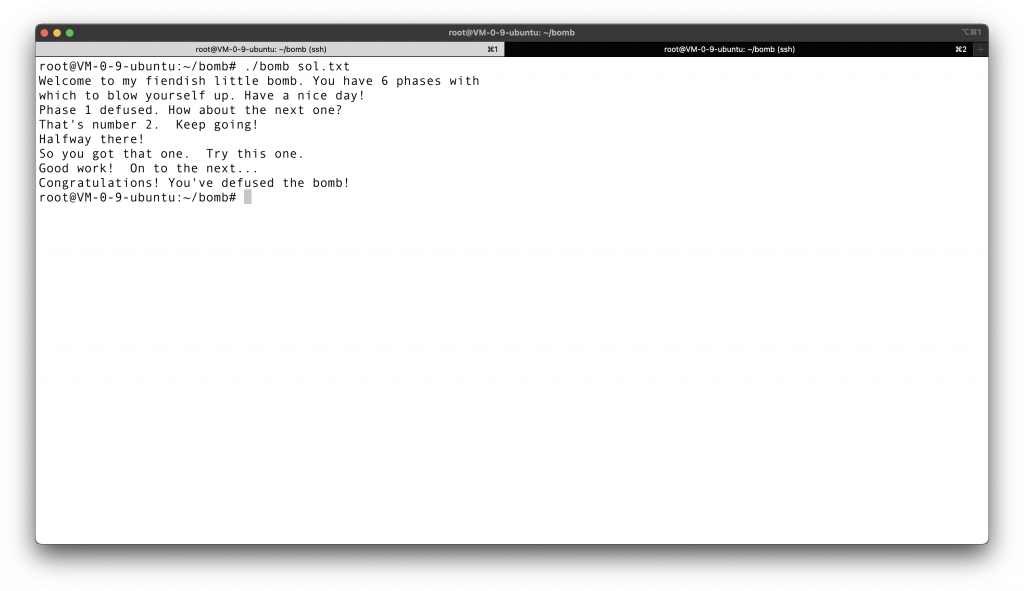 root@VM-0-9-ubuntu: ~/bomb
⌥⌘1
root@VM-0-9-ubuntu: ~/bomb (ssh)
⌘1
root@VM-0-9-ubuntu: ~/bomb (ssh)
⌘2
root@VM-0-9-ubuntu:~/bomb# ./bomb sol.txt
Welcome to my fiendish little bomb. You have 6 phases with
which to blow yourself up. Have a nice day!
Phase 1 defused. How about the next one?
That's number 2.  Keep going!
Halfway there!
So you got that one.  Try this one.
Good work!  On to the next...
Congratulations! You've defused the bomb!
root@VM-0-9-ubuntu:~/bomb#